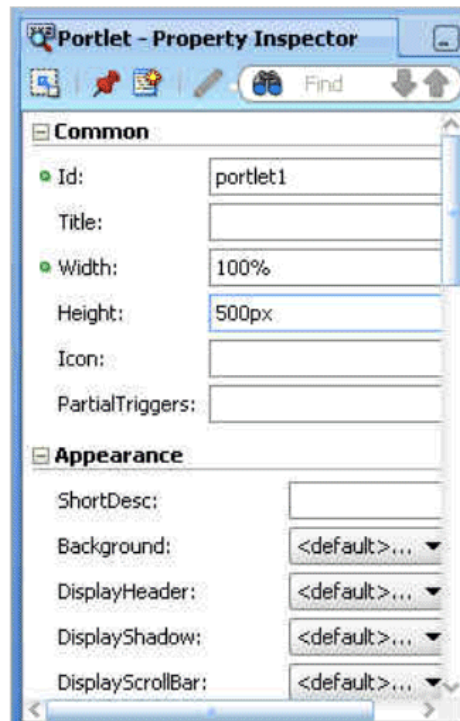 Portlet - Property Inspector
Find
Common
Id: portlet1
Title:
Width: 100%
Height: 500px
Icon:
PartialTriggers:
Appearance
ShortDesc:
Background: <default>...
DisplayHeader: <default>...
DisplayShadow: <default>...
DisplayScrollBar: <default>...